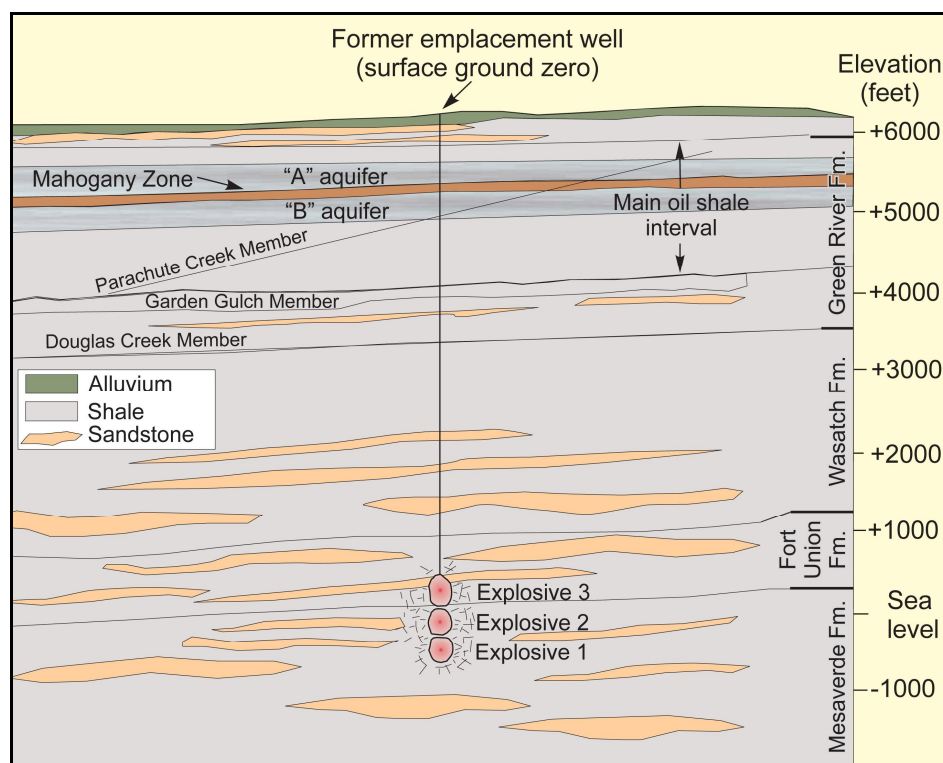 Former emplacement well
(surface ground zero)
Elevation
(feet)
+6000
Mahogany Zone
"A" aquifer
"B" aquifer
Main oil shale
interval
+5000
Green River Fm.
Parachute Creek Member
Garden Gulch Member
+4000
Douglas Creek Member
+3000
Alluvium
Shale
Sandstone
Wasatch Fm.
+2000
+1000
Fort
Union
Fm.
Explosive 3
Explosive 2
Explosive 1
Sea
level
Mesaverde Fm.
-1000